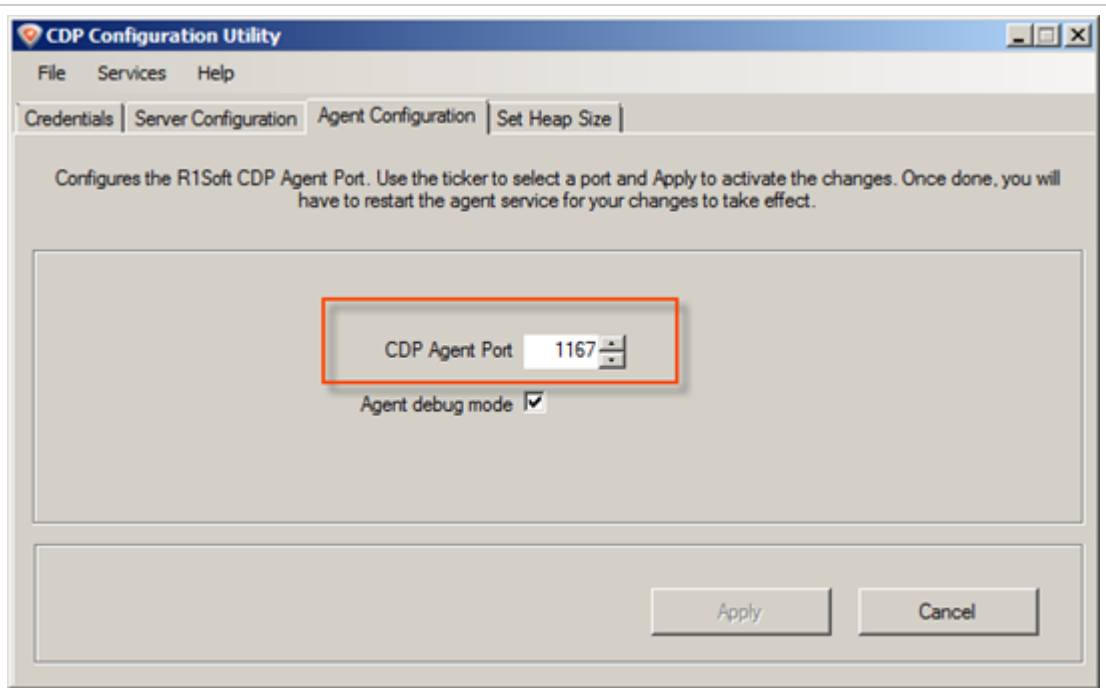 CDP Configuration Utility
File Services Help
Credentials Server Configuration Agent Configuration Set Heap Size
Configures the R1Soft CDP Agent Port. Use the ticker to select a port and Apply to activate the changes. Once done, you will
have to restart the agent service for your changes to take effect.
CDP Agent Port 1167
Agent debug mode
Apply Cancel